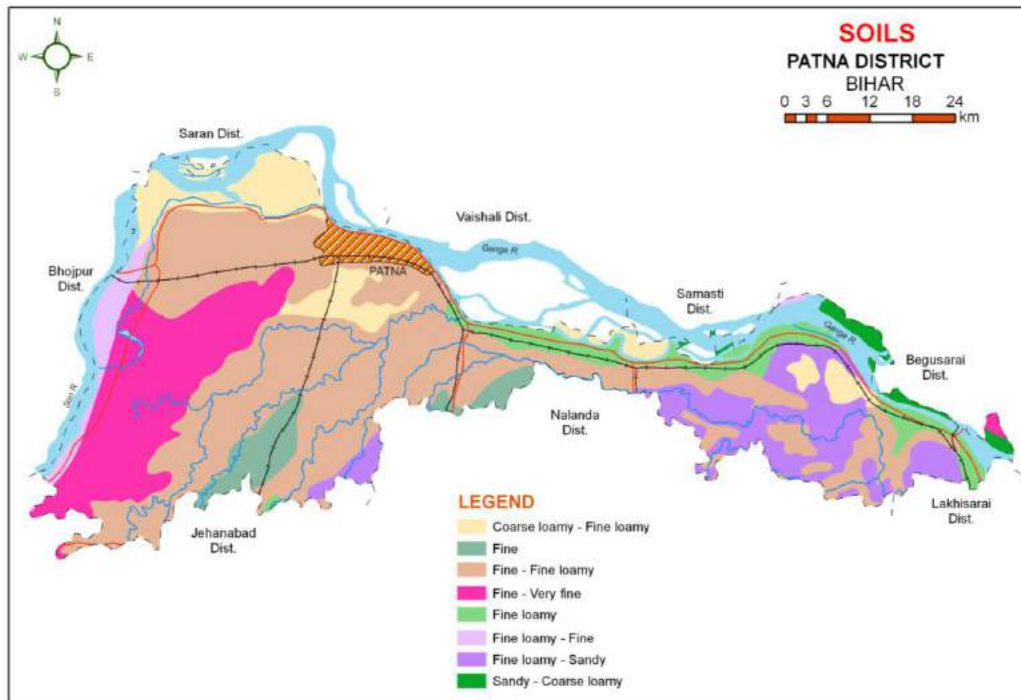 N
W E
S
SOILS
PATNA DISTRICT
BIHAR
0 3 6 12 18 24
km
Saran Dist.
Vaishali Dist.
Ganga R.
Bhojpur
Dist.
PATNA
Samasti
Dist.
Ganga R.
Begusarai
Dist.
Son R.
Nalanda
Dist.
Jehanabad
Dist.
Lakhisarai
Dist.
LEGEND
Coarse loamy - Fine loamy
Fine
Fine - Fine loamy
Fine - Very fine
Fine loamy
Fine loamy - Fine
Fine loamy - Sandy
Sandy - Coarse loamy